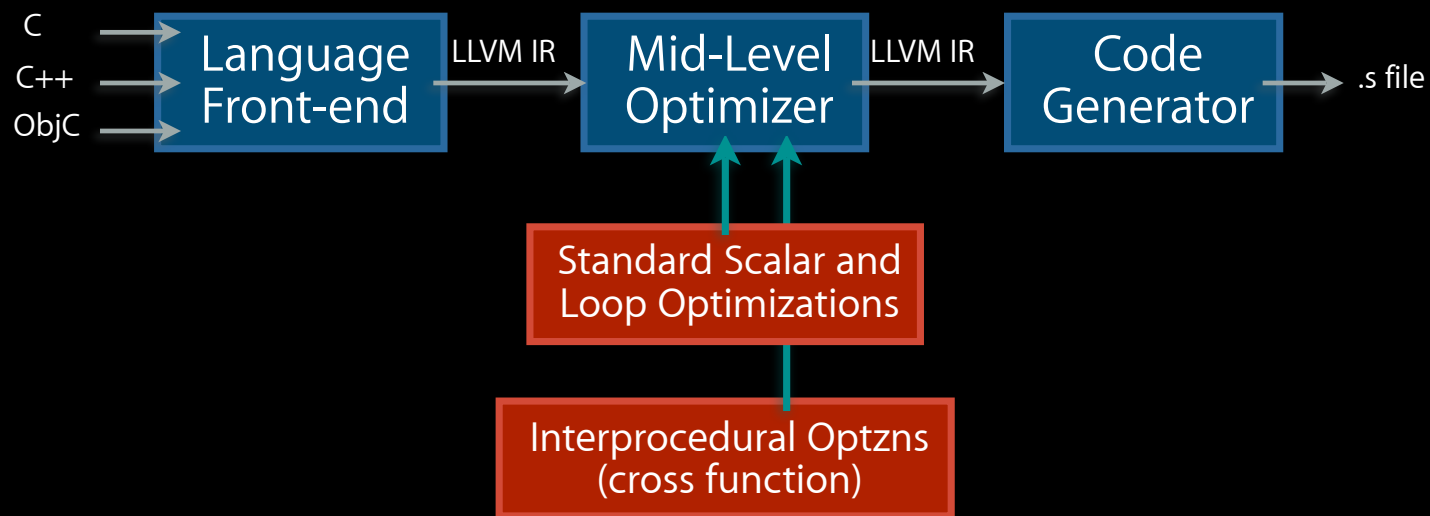 C
C++
ObjC
Language
Front-end
LLVM IR
Mid-Level
Optimizer
LLVM IR
Code
Generator
.s file
Standard Scalar and
Loop Optimizations
Interprocedural Optzns
(cross function)